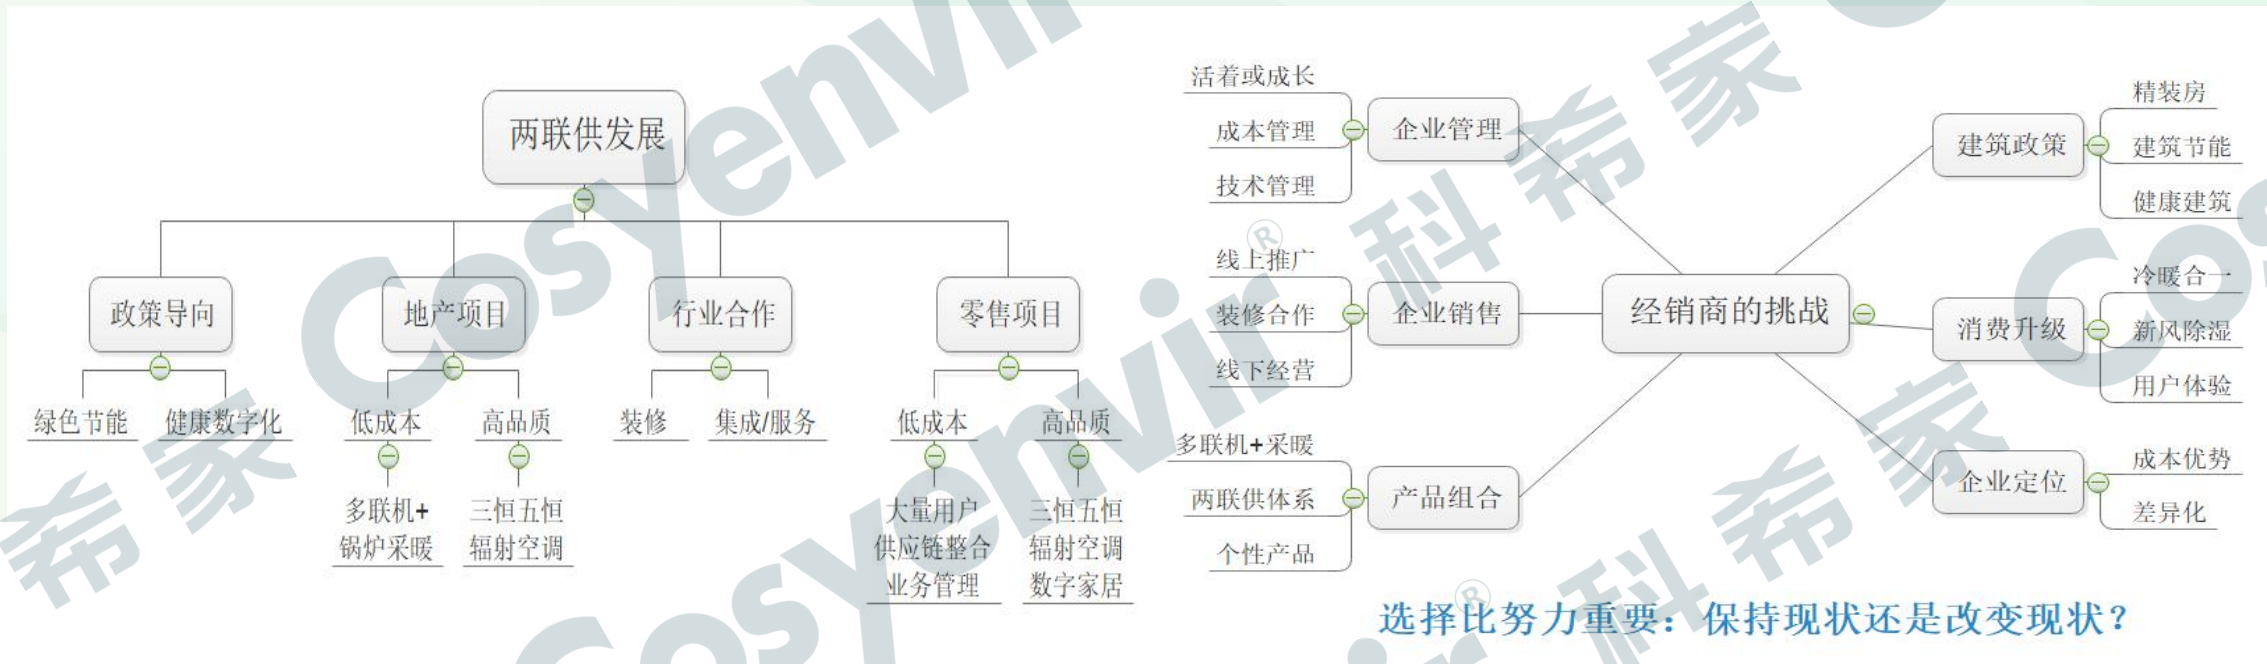 两联供发展
政策导向
地产项目
行业合作
零售项目
绿色节能
健康数字化
低成本
高品质
装修
集成/服务
低成本
高品质
多联机+
锅炉采暖
三恒五恒
辐射空调
大量用户
供应链整合
业务管理
三恒五恒
辐射空调
数字家居
经销商的挑战
企业管理
活着或成长
成本管理
技术管理
企业销售
线上推广
装修合作
线下经营
产品组合
多联机+采暖
两联供体系
个性产品
建筑政策
精装房
建筑节能
健康建筑
消费升级
冷暖合一
新风除湿
用户体验
企业定位
成本优势
差异化
选择比努力重要：保持现状还是改变现状？
Cosyenvir® 科希家
Cosyenvir® 科希家
希家
Cos